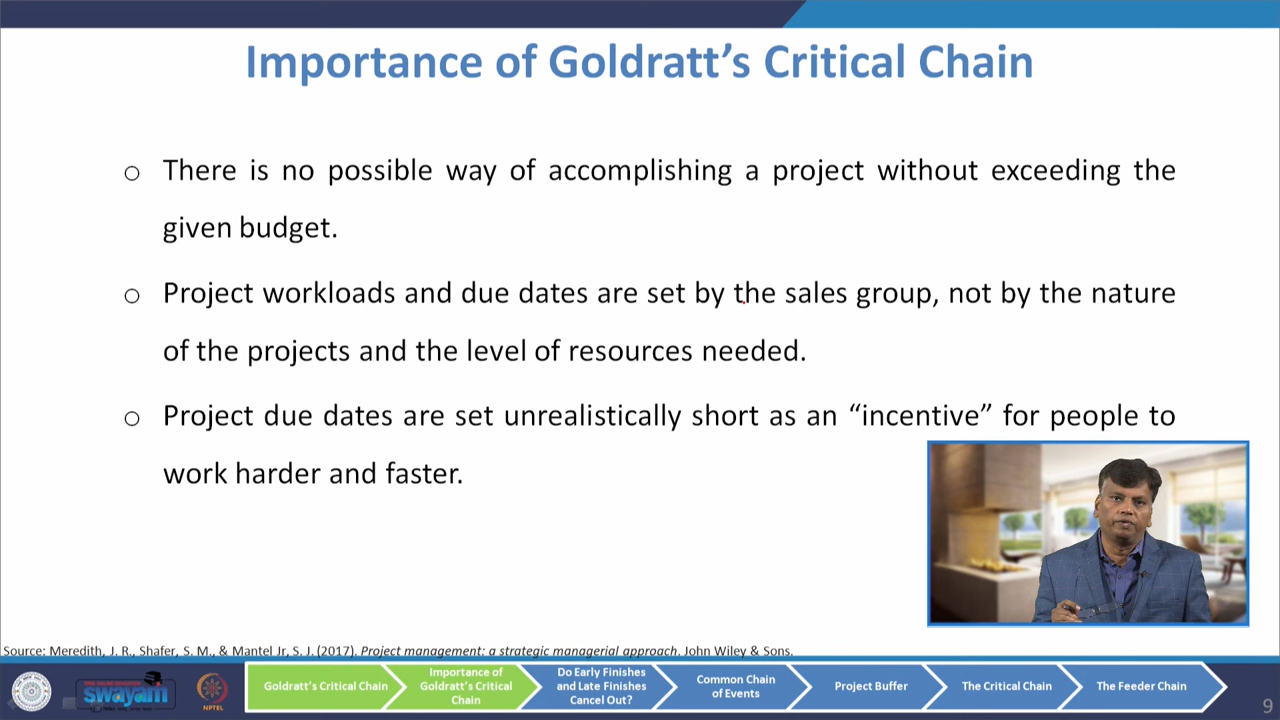 Importance of Goldratt’s Critical Chain
o There is no possible way of accomplishing a project without exceeding the
given budget.
o Project workloads and due dates are set by the sales group, not by the nature
of the projects and the level of resources needed.
o Project due dates are set unrealistically short as an “incentive” for people to
work harder and faster.
Source: Meredith, J. R., Shafer, S. M., & Mantel Jr, S. J. (2017). Project management: a strategic managerial approach. John Wiley & Sons.
swayam
NPTEL
Goldratt’s Critical Chain
Importance of
Goldratt’s Critical
Chain
Do Early Finishes
and Late Finishes
Cancel Out?
Common Chain
of Events
Project Buffer
The Critical Chain
The Feeder Chain
9